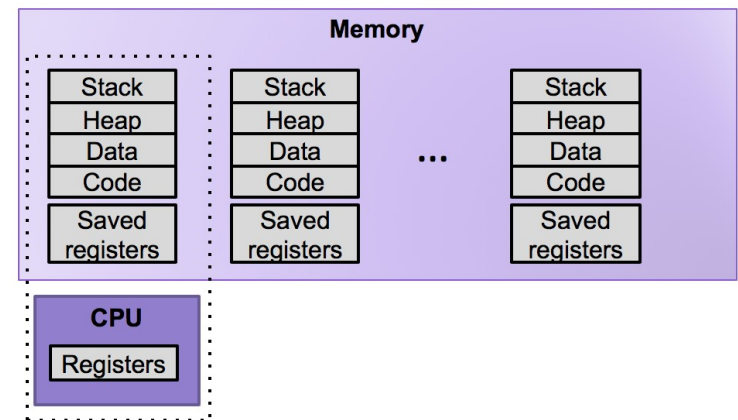 Memory
Stack
Heap
Data
Code
Saved
registers
Stack
Heap
Data
Code
Saved
registers
...
Stack
Heap
Data
Code
Saved
registers
CPU
Registers